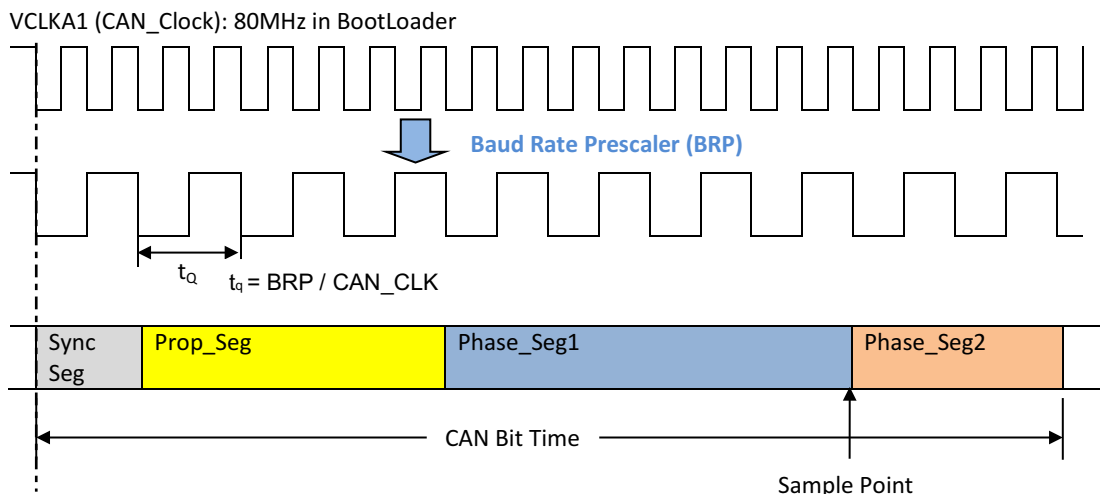 VCLKA1 (CAN_Clock): 80MHz in BootLoader
Baud Rate Prescaler (BRP)
tQ
tq = BRP / CAN_CLK
Sync Seg
Prop_Seg
Phase_Seg1
Phase_Seg2
CAN Bit Time
Sample Point